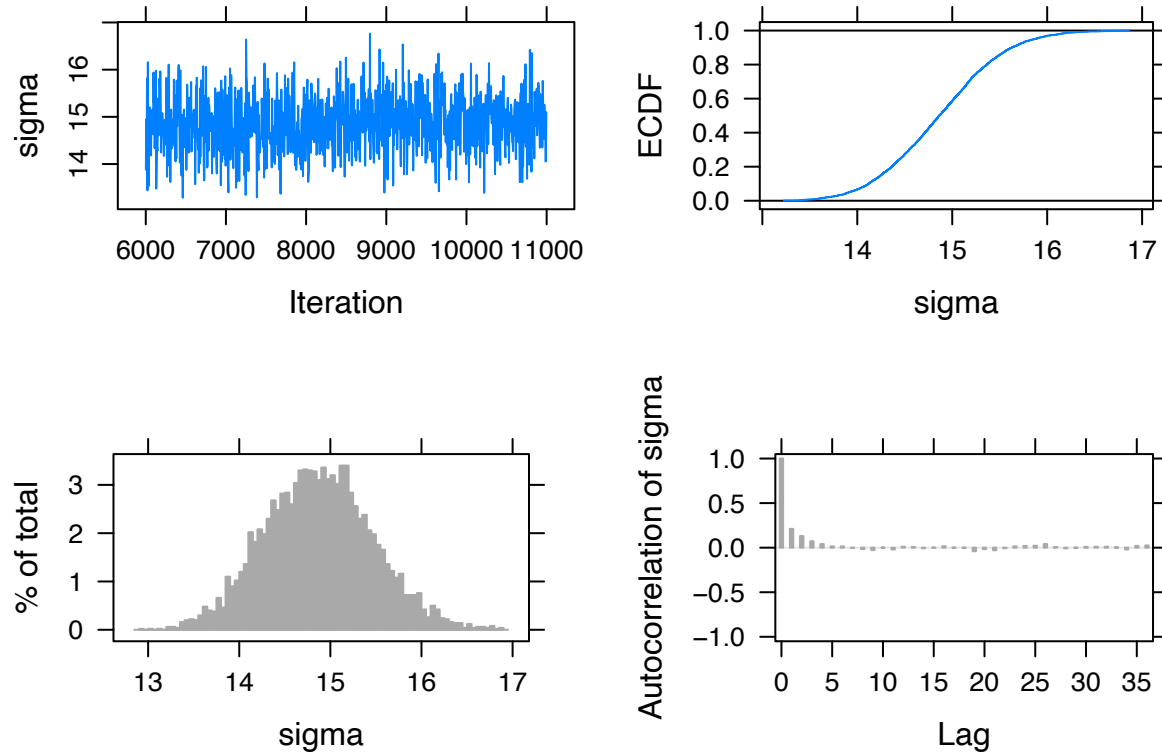 sigma
16
15
14
6000 7000 8000 9000 10000 11000
Iteration
ECDF
1.0
0.8
0.6
0.4
0.2
0.0
14 15 16 17
sigma
% of total
3
2
1
0
13 14 15 16 17
sigma
Autocorrelation of sigma
1.0
0.5
0.0
−0.5
−1.0
0 5 10 15 20 25 30 35
Lag